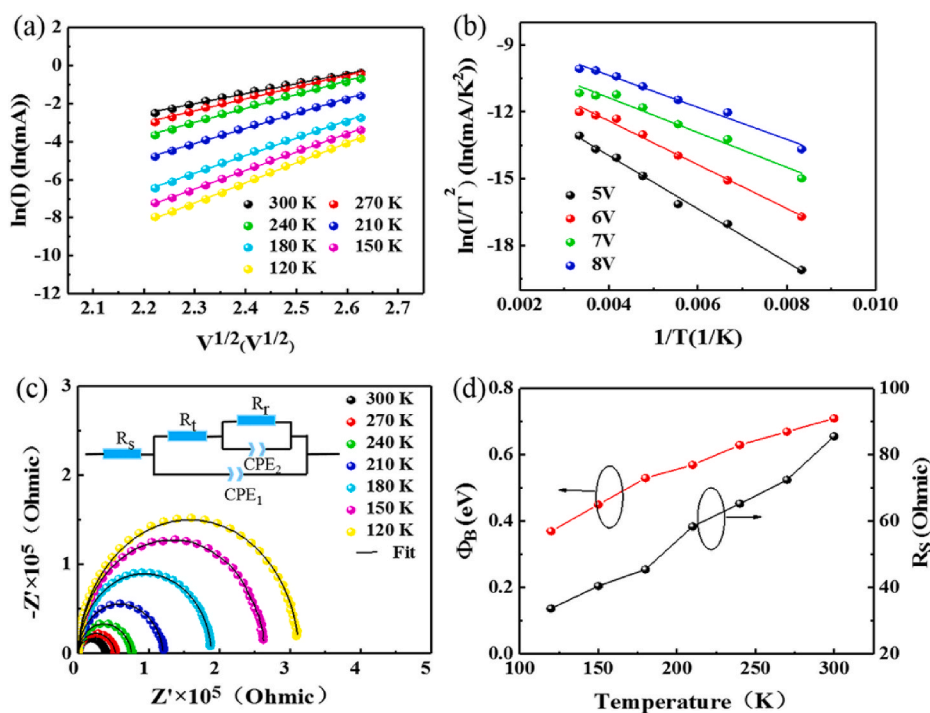 (a)
2
0
-2
-4
-6
-8
-10
-12
ln(I) (ln(mA))
300 K 270 K
240 K 210 K
180 K 150 K
120 K
2.1 2.2 2.3 2.4 2.5 2.6 2.7
V^1/2(V^1/2)
(b)
-9
-12
-15
-18
ln(I/T²) (ln(mA/K²)
5V
6V
7V
8V
0.002 0.004 0.006 0.008 0.010
1/T(1/K)
(c)
3
2
1
0
-Z'×10⁵ (Ohmic)
Rs
Rt
Rr
CPE₂
CPE₁
300 K
270 K
240 K
210 K
180 K
150 K
120 K
Fit
0 1 2 3 4 5
Z'×10⁵ (Ohmic)
(d)
0.8
0.6
0.4
0.2
0.0
Φ_B (eV)
100
80
60
40
20
R_S (Ohmic)
100 150 200 250 300
Temperature (K)